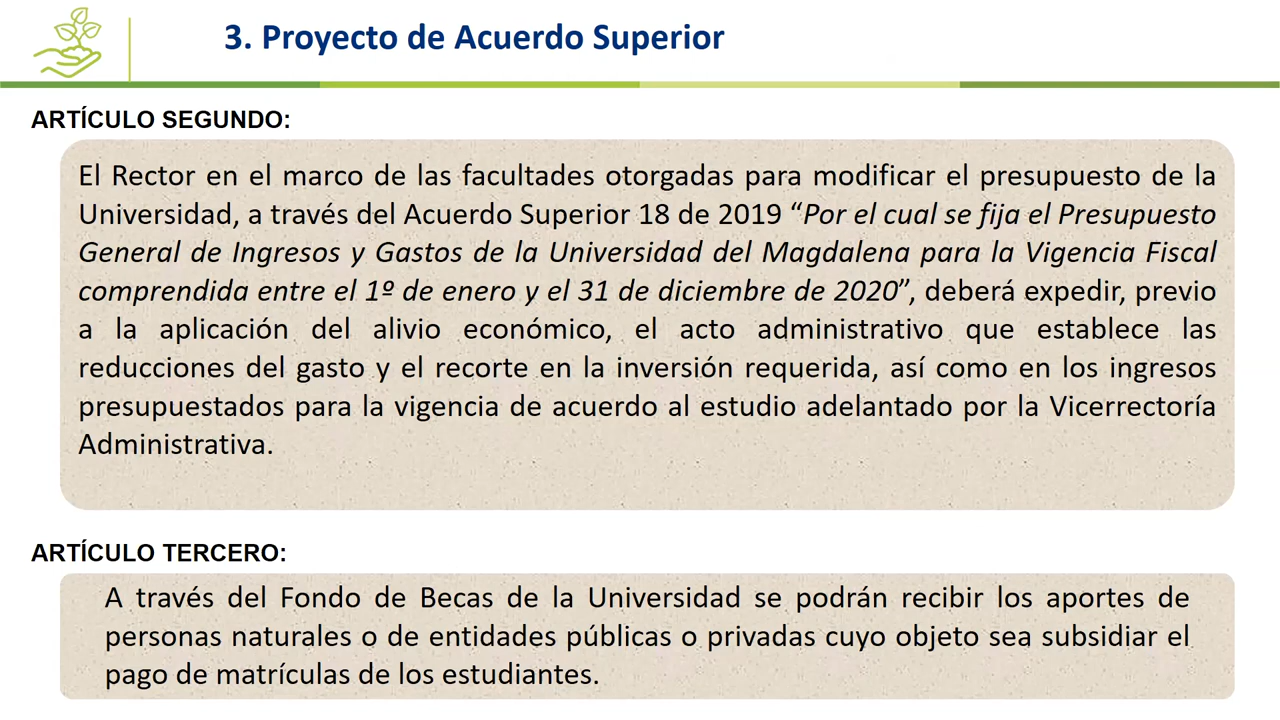 3. Proyecto de Acuerdo Superior
ARTÍCULO SEGUNDO:
El Rector en el marco de las facultades otorgadas para modificar el presupuesto de la
Universidad, a través del Acuerdo Superior 18 de 2019 “Por el cual se fija el Presupuesto
General de Ingresos y Gastos de la Universidad del Magdalena para la Vigencia Fiscal
comprendida entre el 1º de enero y el 31 de diciembre de 2020”, deberá expedir, previo
a la aplicación del alivio económico, el acto administrativo que establece las
reducciones del gasto y el recorte en la inversión requerida, así como en los ingresos
presupuestados para la vigencia de acuerdo al estudio adelantado por la Vicerrectoría
Administrativa.
ARTÍCULO TERCERO:
A través del Fondo de Becas de la Universidad se podrán recibir los aportes de
personas naturales o de entidades públicas o privadas cuyo objeto sea subsidiar el
pago de matrículas de los estudiantes.